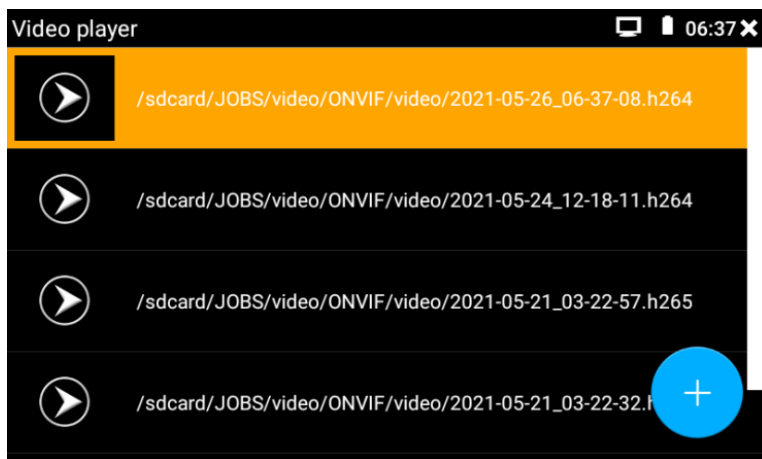 Video player 06:37
/sdcard/JOBS/video/ONVIF/video/2021-05-26_06-37-08.h264
/sdcard/JOBS/video/ONVIF/video/2021-05-24_12-18-11.h264
/sdcard/JOBS/video/ONVIF/video/2021-05-21_03-22-57.h265
/sdcard/JOBS/video/ONVIF/video/2021-05-21_03-22-32.h